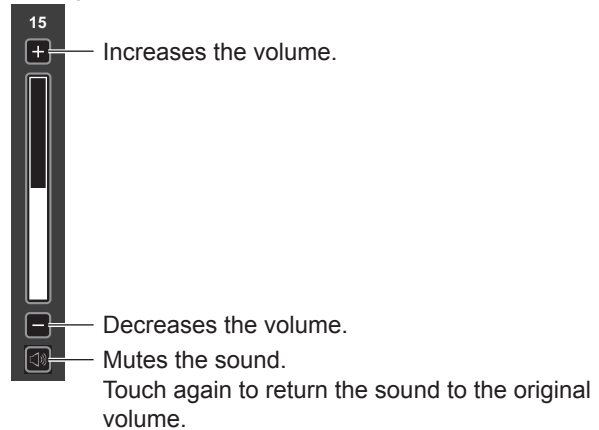 15
+
Increases the volume.
−
Decreases the volume.
Mutes the sound.
Touch again to return the sound to the original
volume.